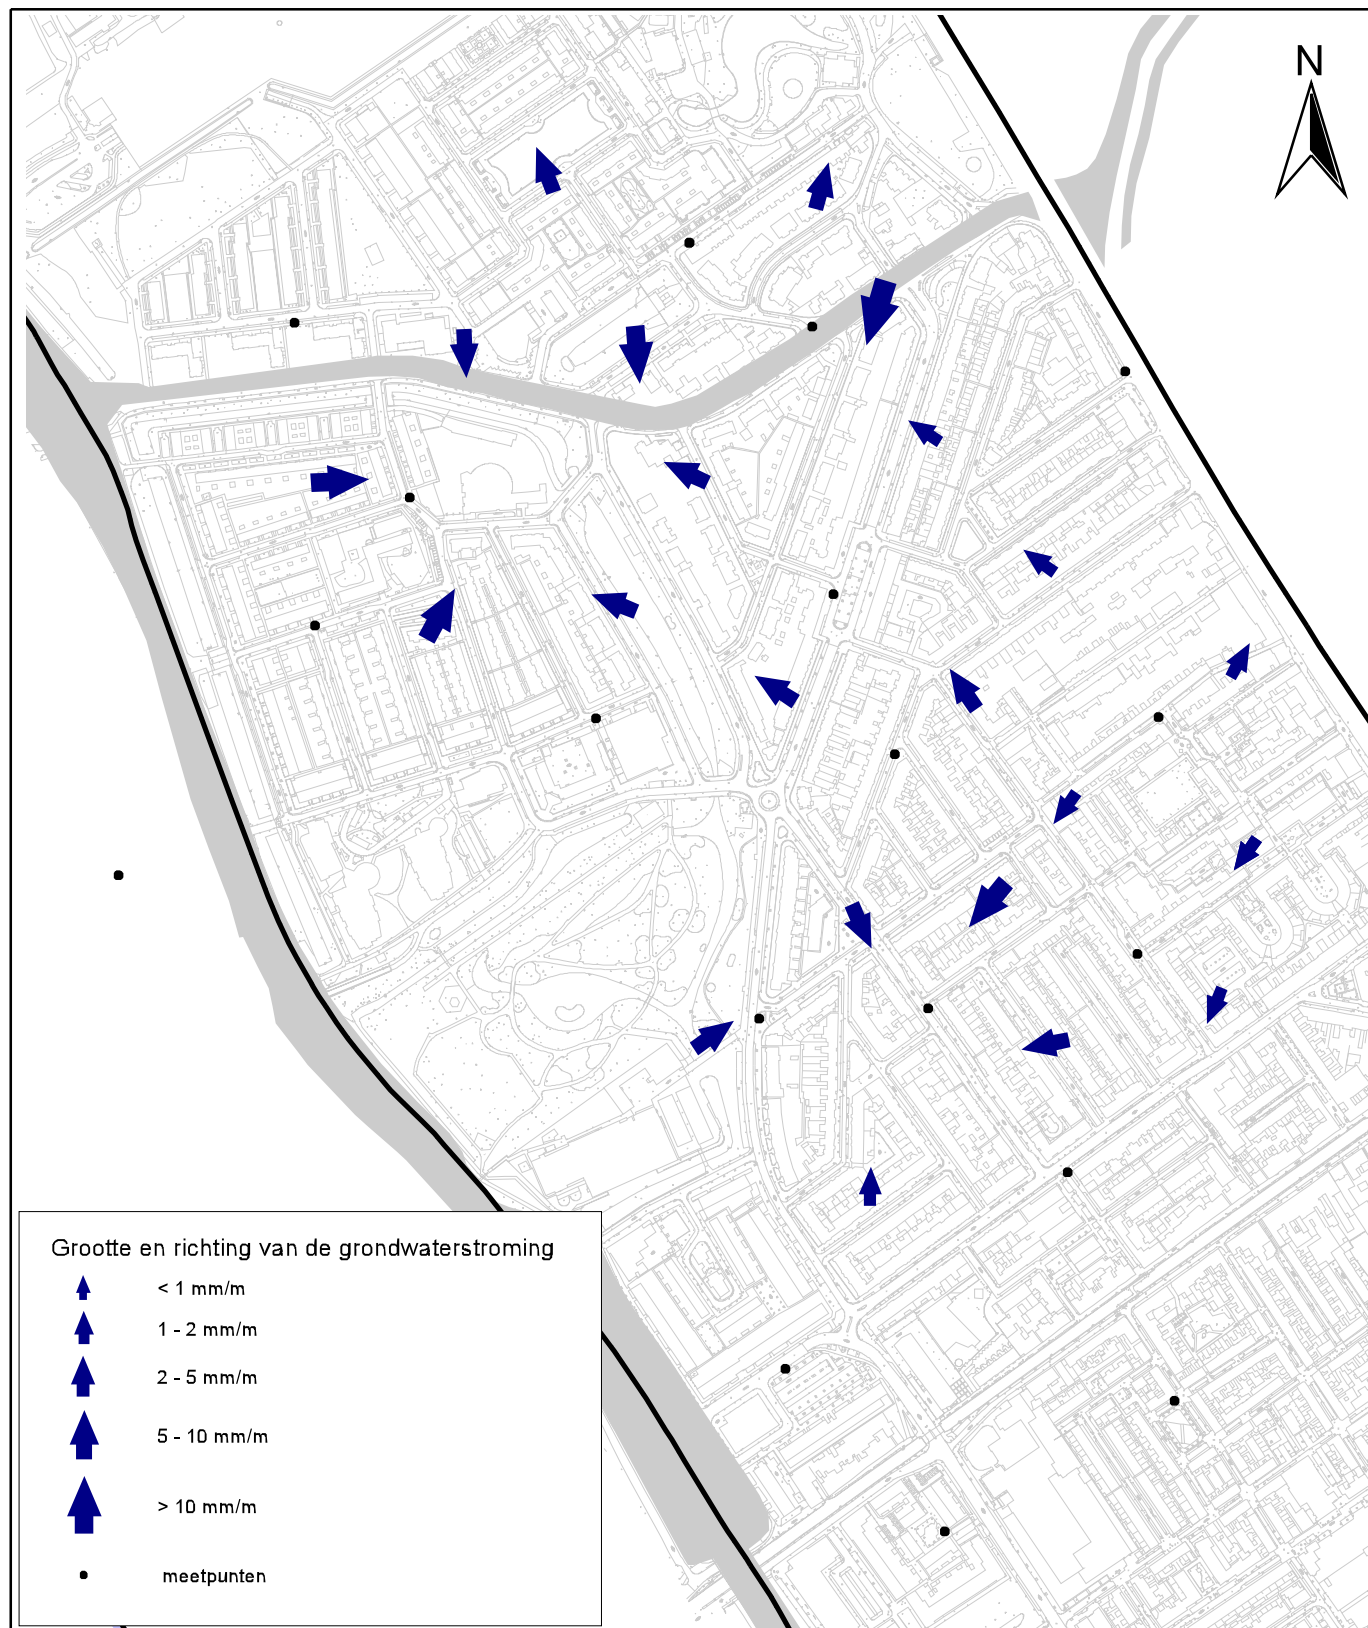 N
Grootte en richting van de grondwaterstroming
< 1 mm/m
1 - 2 mm/m
2 - 5 mm/m
5 - 10 mm/m
> 10 mm/m
meetpunten